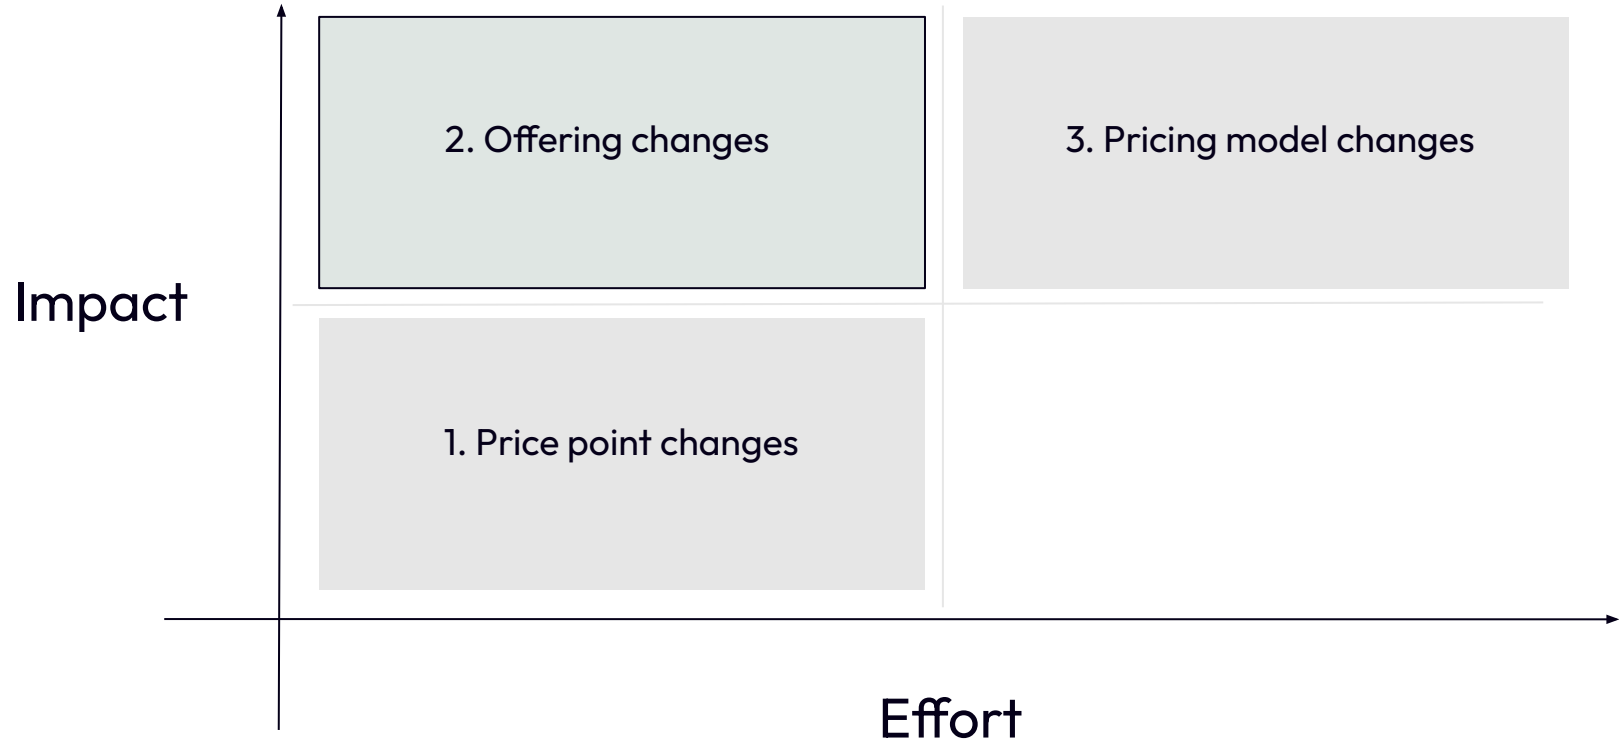 2. Offering changes
3. Pricing model changes
Impact
1. Price point changes
Effort